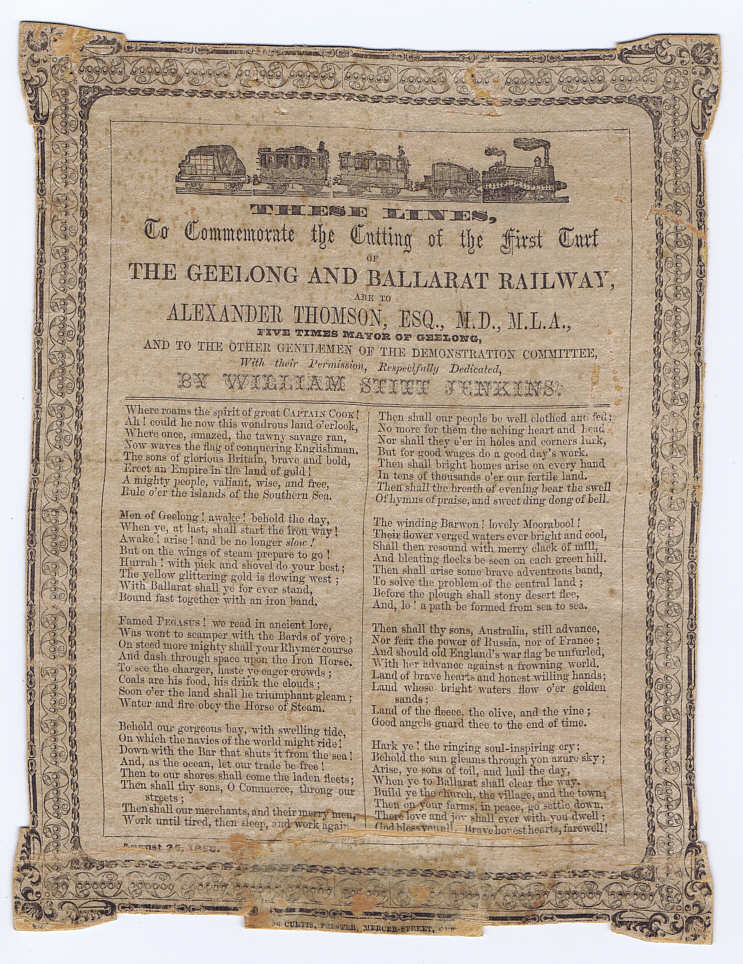 THESE LINES,
To Commemorate the Cutting of the First Turf
OF
THE GEELONG AND BALLARAT RAILWAY,
ARE TO
ALEXANDER THOMSON, ESQ., M.D., M.L.A.,
FIVE TIMES MAYOR OF GEELONG,
AND TO THE OTHER GENTLEMEN OF THE DEMONSTRATION COMMITTEE,
With their Permission, Respectfully Dedicated,
BY WILLIAM STITT JENKINS.
Where roams the spirit of great CAPTAIN COOK!
Ah! could he now this wondrous land o'erlook,
Where once, amazed, the tawny savage ran,
Now waves the flag of conquering Englishman.
The sons of glorious Britain, brave and bold,
Erect an Empire in the land of gold!
A mighty people, valiant, wise, and free,
Rule o'er the islands of the Southern Sea.
Men of Geelong! awake! behold the day,
When ye, at last, shall start the iron way!
Awake! arise! and be no longer slow!
But on the wings of steam prepare to go!
Hurrah! with pick and shovel do your best;
The yellow glittering gold is flowing west;
With Ballarat shall ye for ever stand,
Bound fast together with an iron band.
Famed PEGASUS! we read in ancient lore,
Was wont to scamper with the Bards of yore;
On steed more mighty shall your Rhymer course
And dash through space upon the Iron Horse.
To see the charger, haste ye eager crowds;
Coals are his food, his drink the clouds;
Soon o'er the land shall he triumphant gleam;
Water and fire obey the Horse of Steam.
Behold our gorgeous bay, with swelling tide,
On which the navies of the world might ride!
Down with the Bar that shuts it from the sea!
And, as the ocean, let our trade be free!
Then to our shores shall come the laden fleets;
Then shall thy sons, O Commerce, throng our
streets;
Then shall our merchants, and their merry men,
Work until tired, then sleep, and work again.
August 25,
Then shall our people be well clothed and fed;
No more for them the aching heart and head
Nor shall they e'er in holes and corners lurk,
But for good wages do a good day's work.
Then shall bright homes arise on every hand
In tens of thousands o'er our fertile land.
Then shall the breath of evening bear the swell
Of hymns of praise, and sweet ding dong of bell.
The winding Barwon! lovely Moorabool!
Their flower verged waters ever bright and cool,
Shall then resound with merry clack of mill,
And bleating flocks be seen on each green hill.
Then shall arise some brave adventrous band,
To solve the problem of the central land;
Before the plough shall stony desert flee,
And, lo! a path be formed from sea to sea.
Then shall thy sons, Australia, still advance,
Nor fear the power of Russia, nor of France;
And should old England's war flag be unfurled,
With her advance against a frowning world.
Land of brave hearts and honest willing hands;
Land whose bright waters flow o'er golden
sands;
Land of the fleece, the olive, and the vine;
Good angels guard thee to the end of time.
Hark ye! the ringing soul-inspiring cry;
Behold the sun gleams through yon azure sky;
Arise, ye sons of toil, and hail the day,
When ye to Ballarat shall clear the way.
Build ye the church, the village, and the town;
Then on your farms, in peace, go settle down,
There love and joy shall ever with you dwell;
God bless you all. Brave honest hearts, farewell!
CURTIS, PRINTER, MERCER-STREET,